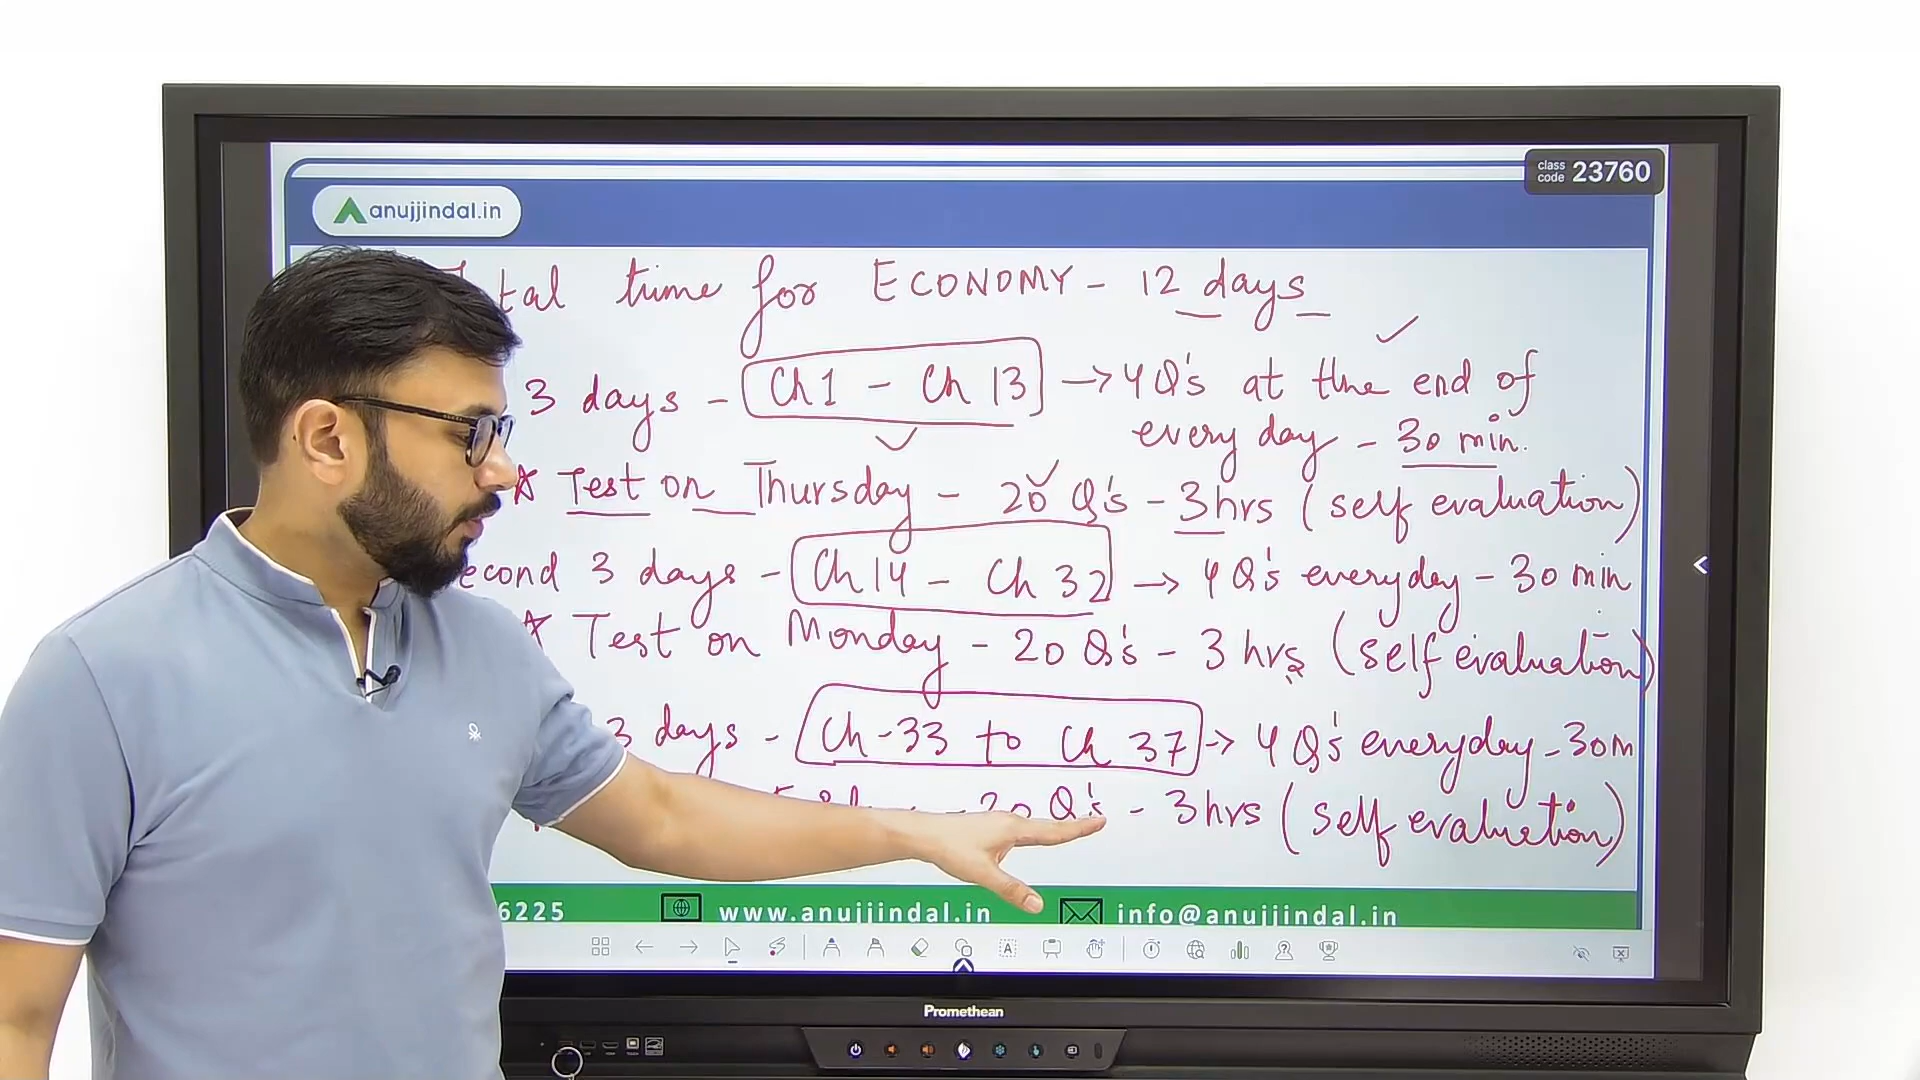 class code 23760
anujjindal.in
tal time for ECONOMY - 12 days
3 days - Ch 1 - Ch 13 → 4 Q's at the end of
every day - 30 min.
Test on Thursday - 20 Q's - 3 hrs (self evaluation)
econd 3 days - Ch 14 - Ch 32 → 4 Q's everyday - 30 min
Test on Monday - 20 Q's - 3 hrs (self evaluation)
3 days - Ch - 33 to Ch 37 → 4 Q's everyday - 30 m
20 Q's - 3 hrs (self evaluation)
6225 www.anujjindal.in info@anujjindal.in
Promethean